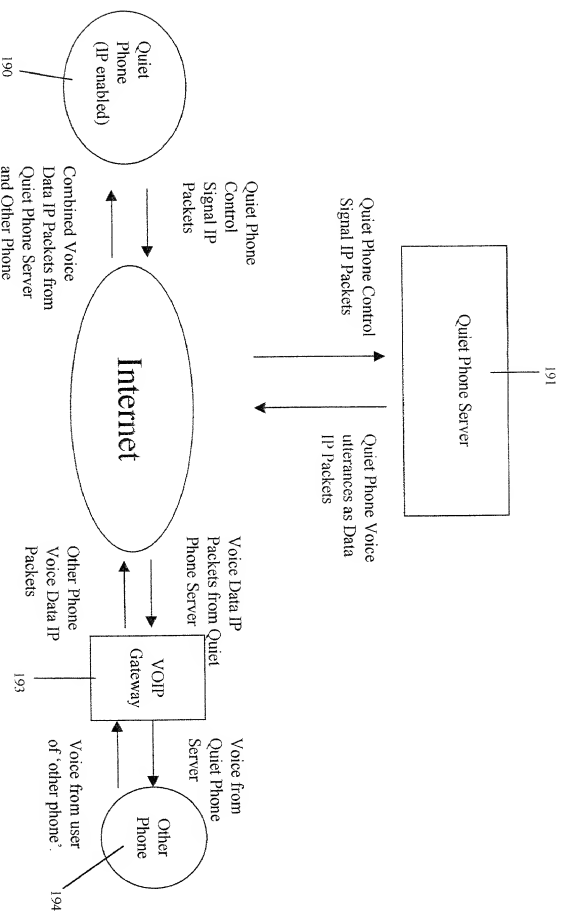 191
Quiet Phone Server
Quiet Phone Control
Signal IP Packets
Quiet Phone Voice
utterances as Data
IP Packets
Quiet Phone
Control
Signal IP
Packets
Voice Data IP
Packets from Quiet
Phone Server
Voice from
Quiet Phone
Server
Quiet
Phone
(IP enabled)
Internet
VOIP
Gateway
Other
Phone
190
Combined Voice
Data IP Packets from
Quiet Phone Server
and Other Phone
Other Phone
Voice Data IP
Packets
193
Voice from user
of ‘other phone’.
194